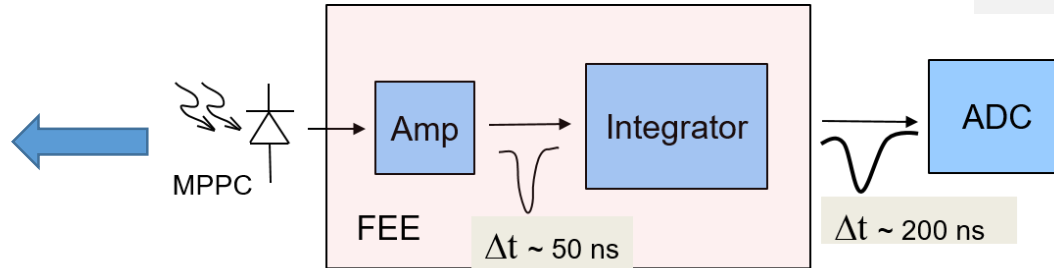 MPPC
Amp
Integrator
ADC
FEE
Δt ~ 50 ns
Δt ~ 200 ns